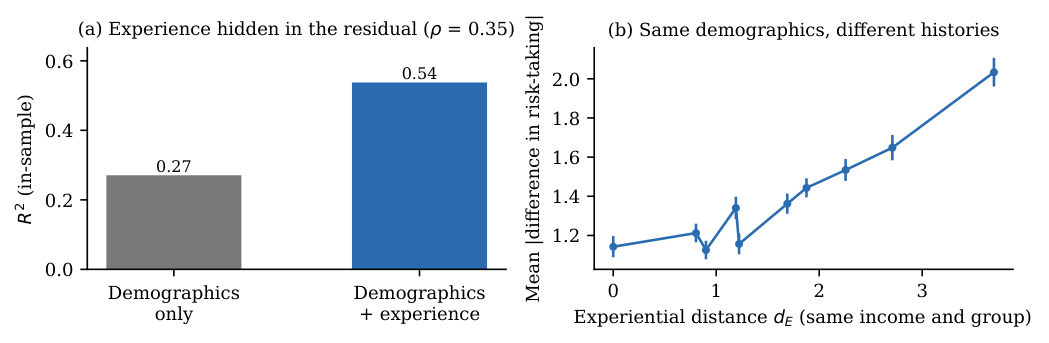 (a) Experience hidden in the residual (ρ = 0.35)
R² (in-sample)
0.6
0.4
0.2
0.0
0.27
0.54
Demographics
only
Demographics
+ experience
(b) Same demographics, different histories
Mean |difference in risk-taking|
2.0
1.8
1.6
1.4
1.2
0
1
2
3
Experiential distance d_E (same income and group)